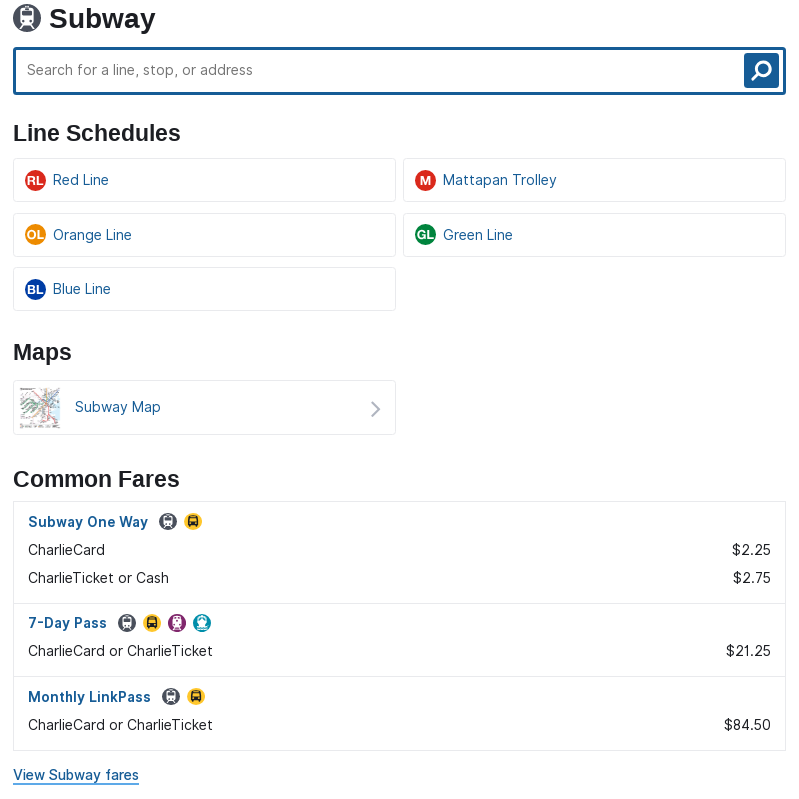 Subway
Search for a line, stop, or address
Line Schedules
RL Red Line
M Mattapan Trolley
OL Orange Line
GL Green Line
BL Blue Line
Maps
Subway Map
Common Fares
Subway One Way
CharlieCard $2.25
CharlieTicket or Cash $2.75
7-Day Pass
CharlieCard or CharlieTicket $21.25
Monthly LinkPass
CharlieCard or CharlieTicket $84.50
View Subway fares